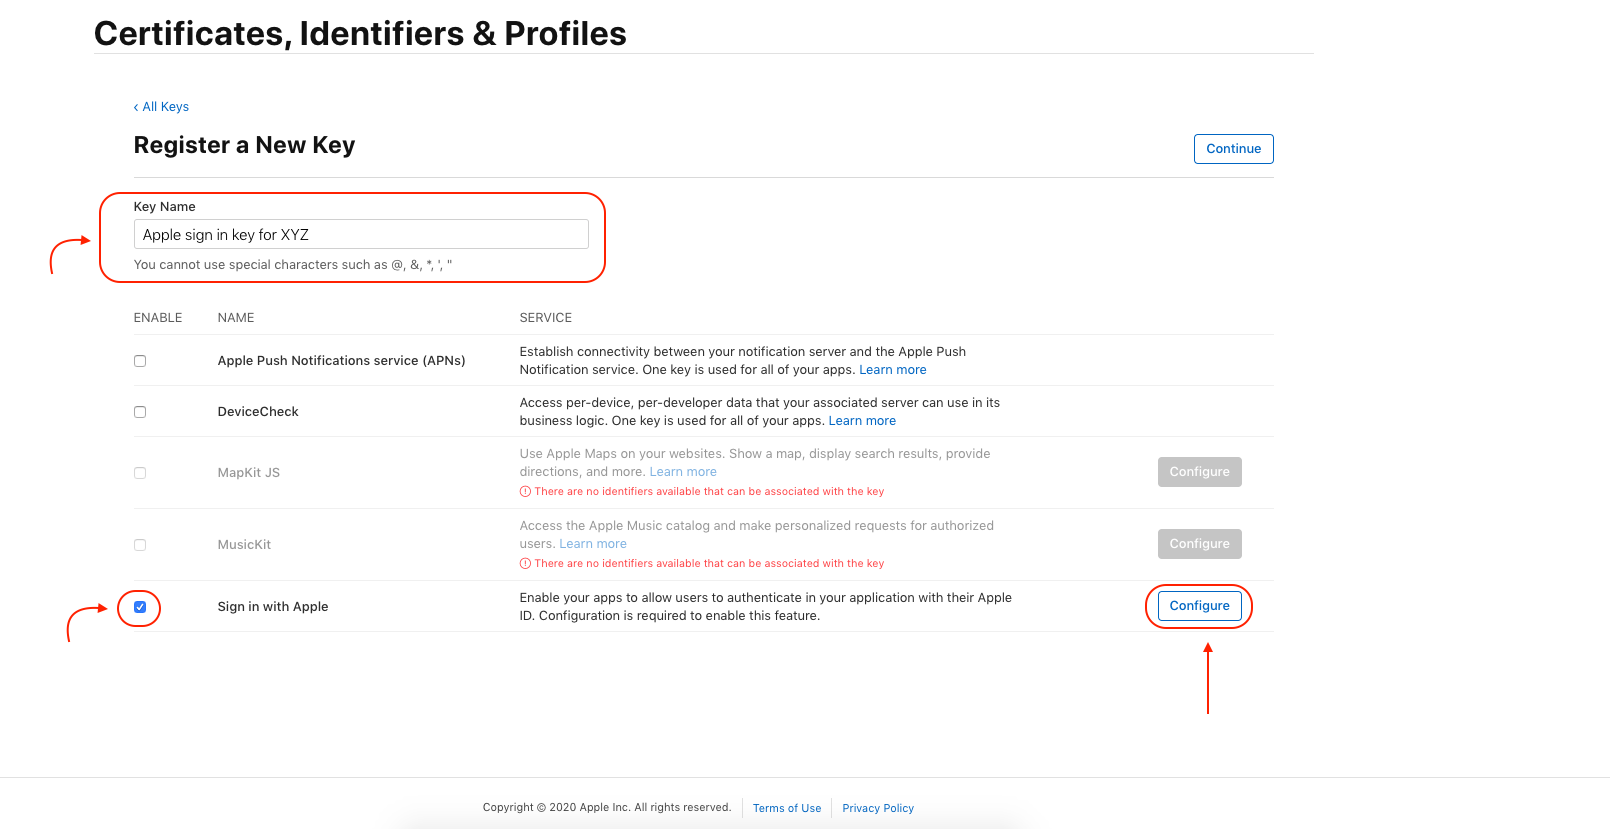 Certificates, Identifiers & Profiles
‹ All Keys
Register a New Key
Continue
Key Name
Apple sign in key for XYZ
You cannot use special characters such as @, &, *, ', "
ENABLE NAME SERVICE
Apple Push Notifications service (APNs)
Establish connectivity between your notification server and the Apple Push
Notification service. One key is used for all of your apps. Learn more
DeviceCheck
Access per-device, per-developer data that your associated server can use in its
business logic. One key is used for all of your apps. Learn more
MapKit JS
Use Apple Maps on your websites. Show a map, display search results, provide
directions, and more. Learn more
There are no identifiers available that can be associated with the key
Configure
MusicKit
Access the Apple Music catalog and make personalized requests for authorized
users. Learn more
There are no identifiers available that can be associated with the key
Configure
Sign in with Apple
Enable your apps to allow users to authenticate in your application with their Apple
ID. Configuration is required to enable this feature.
Configure
Copyright © 2020 Apple Inc. All rights reserved. Terms of Use Privacy Policy